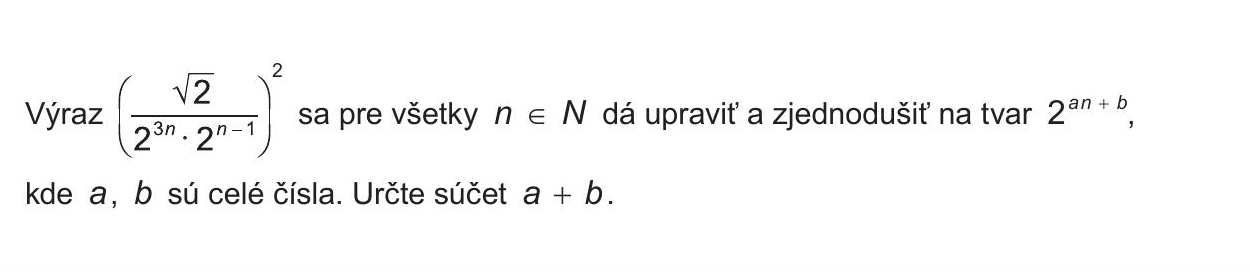 Výraz $\left(\frac{\sqrt{2}}{2^{3n} \cdot 2^{n-1}}\right)^2$ sa pre všetky $n \in N$ dá upraviť a zjednodušiť na tvar $2^{an+b}$,
kde a, b sú celé čísla. Určte súčet a + b.